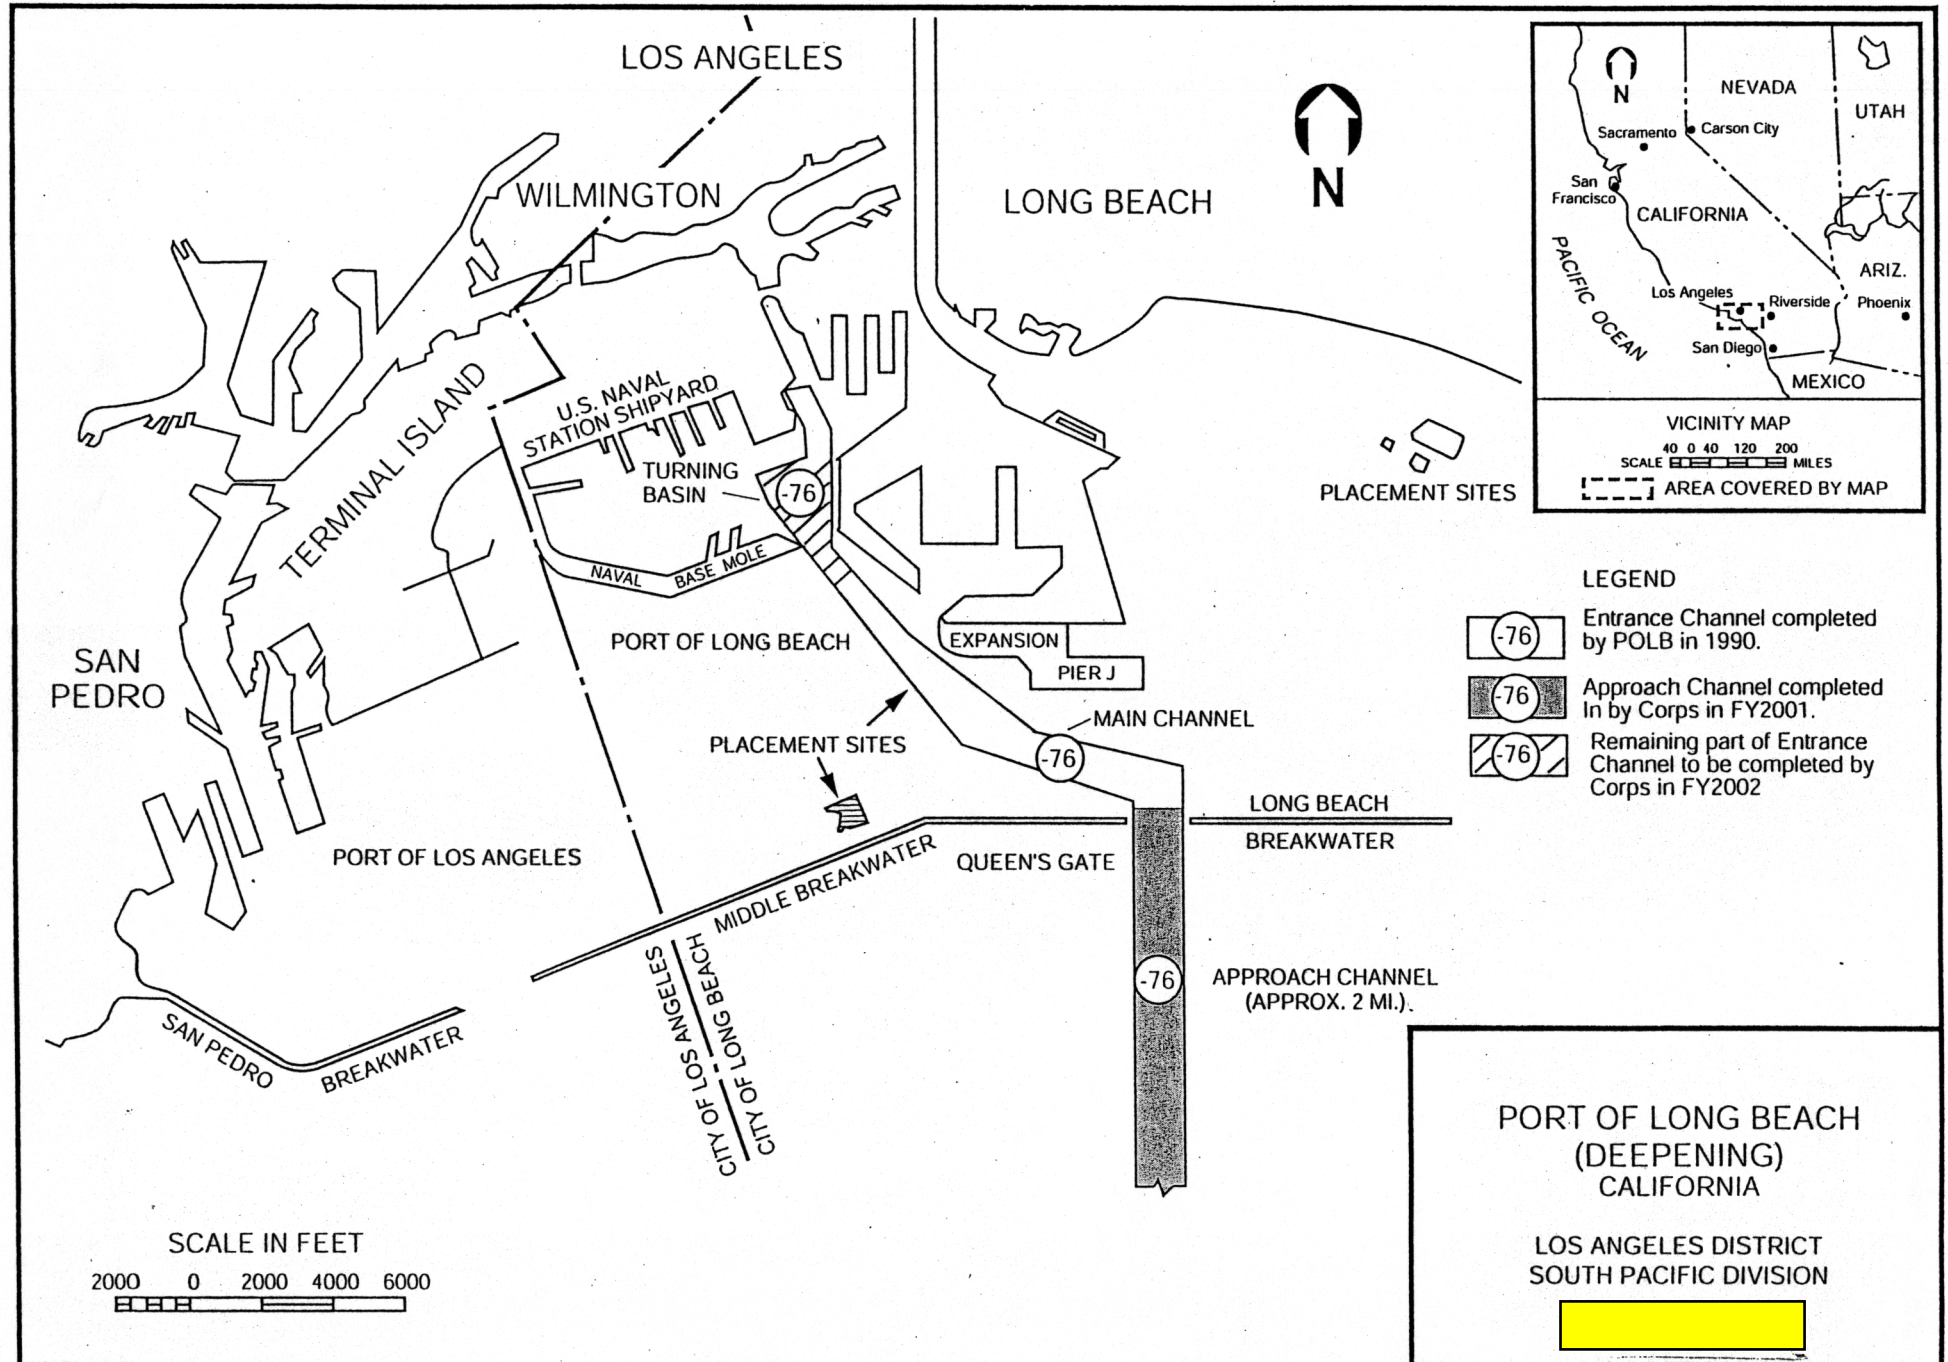 LOS ANGELES
WILMINGTON
LONG BEACH
N
N
NEVADA
UTAH
Sacramento
Carson City
San
Francisco
CALIFORNIA
PACIFIC OCEAN
ARIZ.
Los Angeles
Riverside
Phoenix
San Diego
MEXICO
VICINITY MAP
40 0 40 120 200
SCALE MILES
AREA COVERED BY MAP
TERMINAL ISLAND
U.S. NAVAL
STATION SHIPYARD
TURNING
BASIN
-76
NAVAL BASE MOLE
PLACEMENT SITES
LEGEND
-76 Entrance Channel completed
by POLB in 1990.
-76 Approach Channel completed
In by Corps in FY2001.
-76 Remaining part of Entrance
Channel to be completed by
Corps in FY2002
SAN
PEDRO
PORT OF LONG BEACH
EXPANSION
PIER J
MAIN CHANNEL
-76
PLACEMENT SITES
LONG BEACH
BREAKWATER
QUEEN'S GATE
MIDDLE BREAKWATER
PORT OF LOS ANGELES
CITY OF LOS ANGELES
CITY OF LONG BEACH
-76
APPROACH CHANNEL
(APPROX. 2 MI.)
SAN PEDRO
BREAKWATER
SCALE IN FEET
2000 0 2000 4000 6000
PORT OF LONG BEACH
(DEEPENING)
CALIFORNIA
LOS ANGELES DISTRICT
SOUTH PACIFIC DIVISION